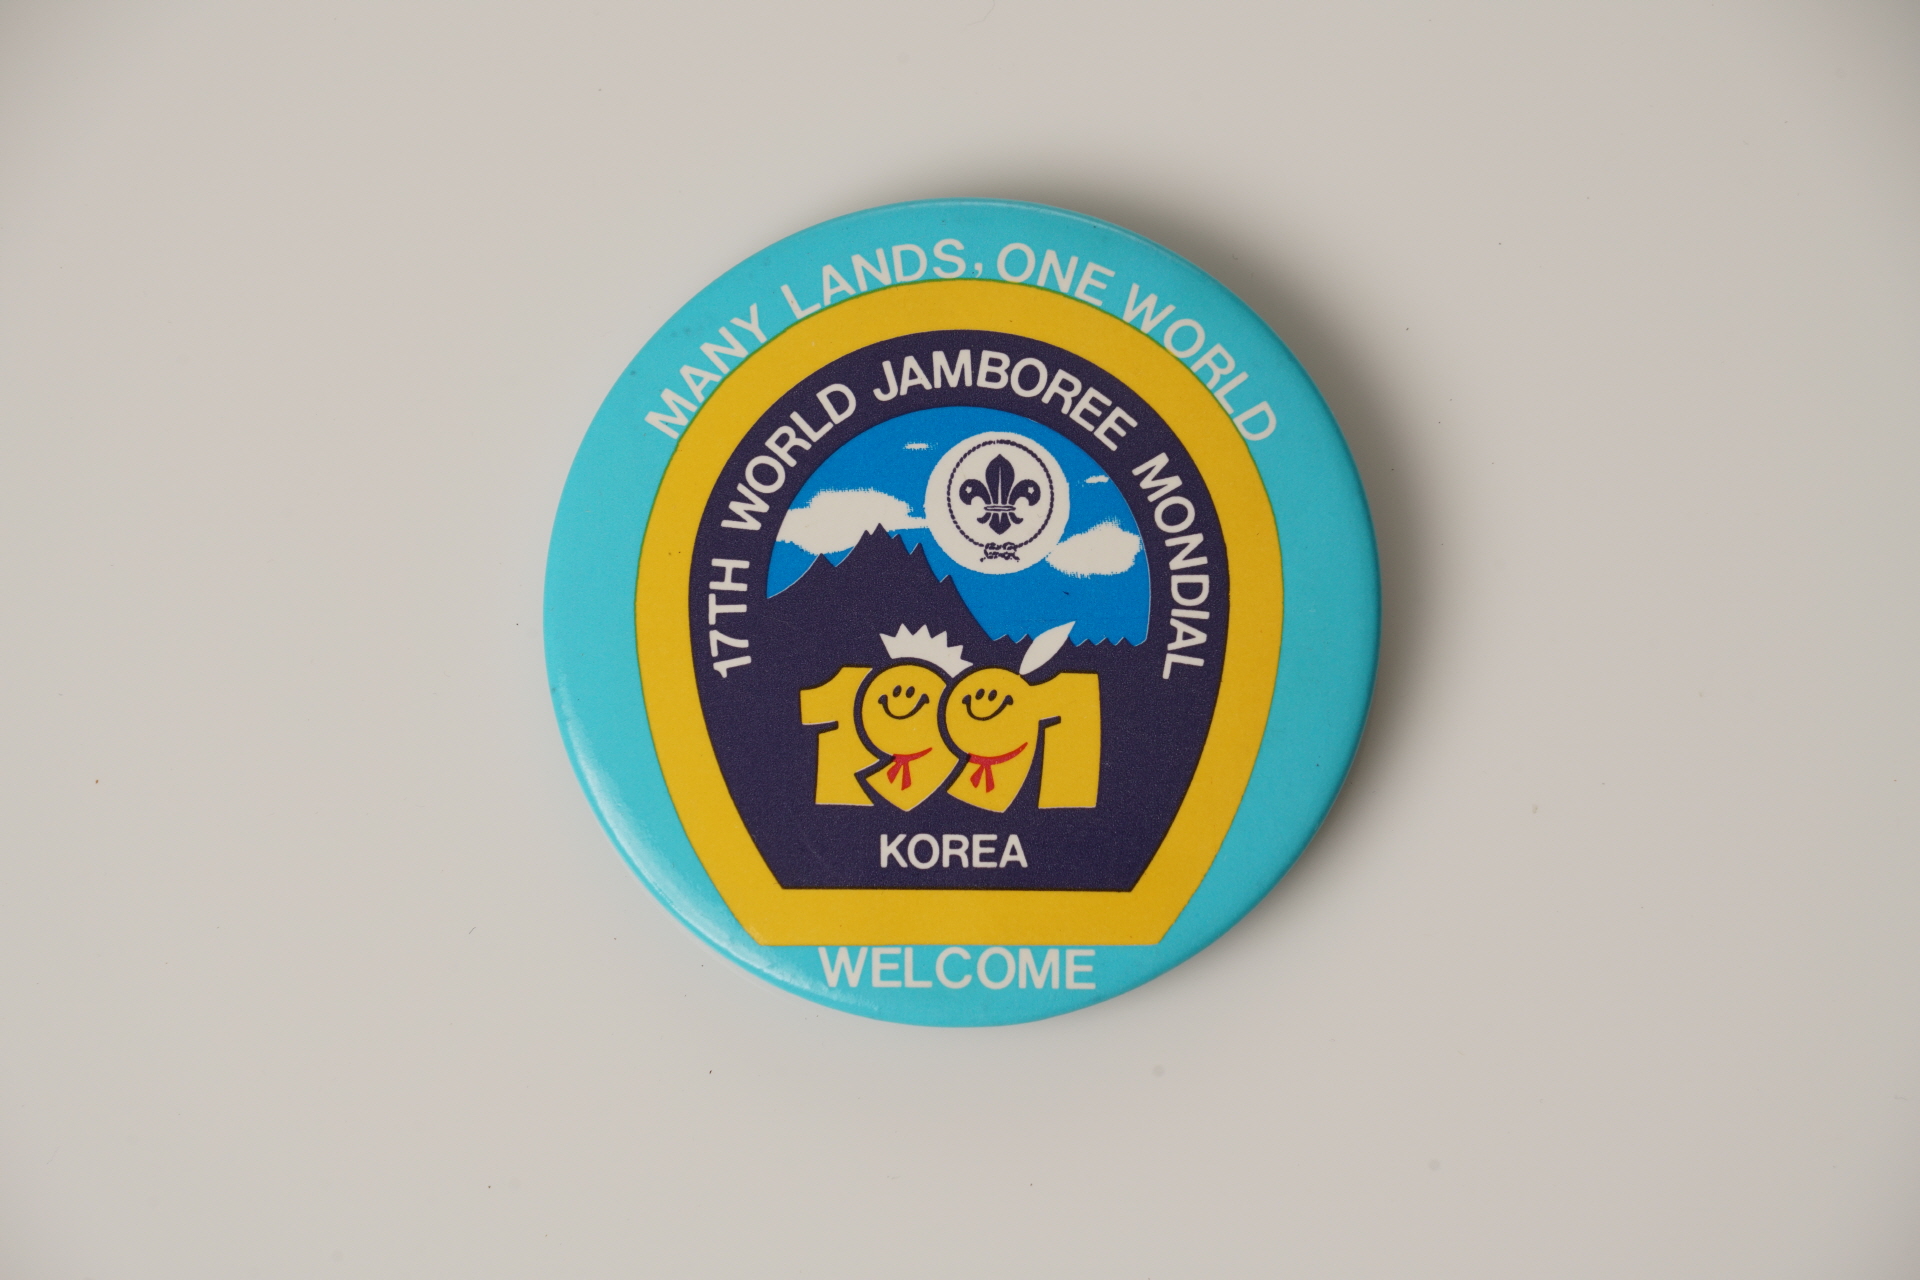 MANY LANDS, ONE WORLD
17TH WORLD JAMBOREE MONDIAL
1991
KOREA
WELCOME